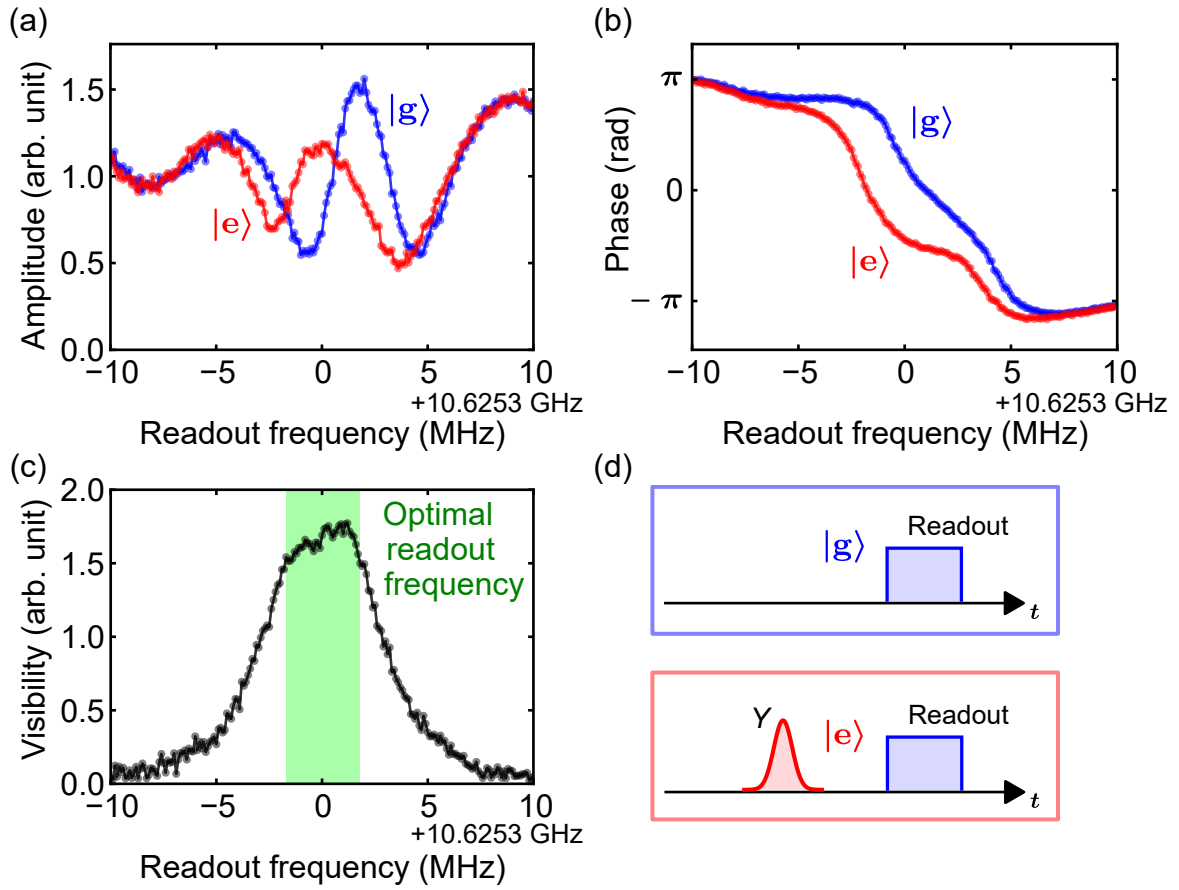 (a)
Amplitude (arb. unit)
1.5
1.0
0.5
0.0
|g⟩
|e⟩
−10
−5
0
5
10
+10.6253 GHz
Readout frequency (MHz)
(b)
Phase (rad)
π
0
− π
|g⟩
|e⟩
−10
−5
0
5
10
+10.6253 GHz
Readout frequency (MHz)
(c)
Visibility (arb. unit)
2.0
1.5
1.0
0.5
0.0
Optimal
readout
frequency
−10
−5
0
5
10
+10.6253 GHz
Readout frequency (MHz)
(d)
|g⟩
Readout
t
Y
|e⟩
Readout
t